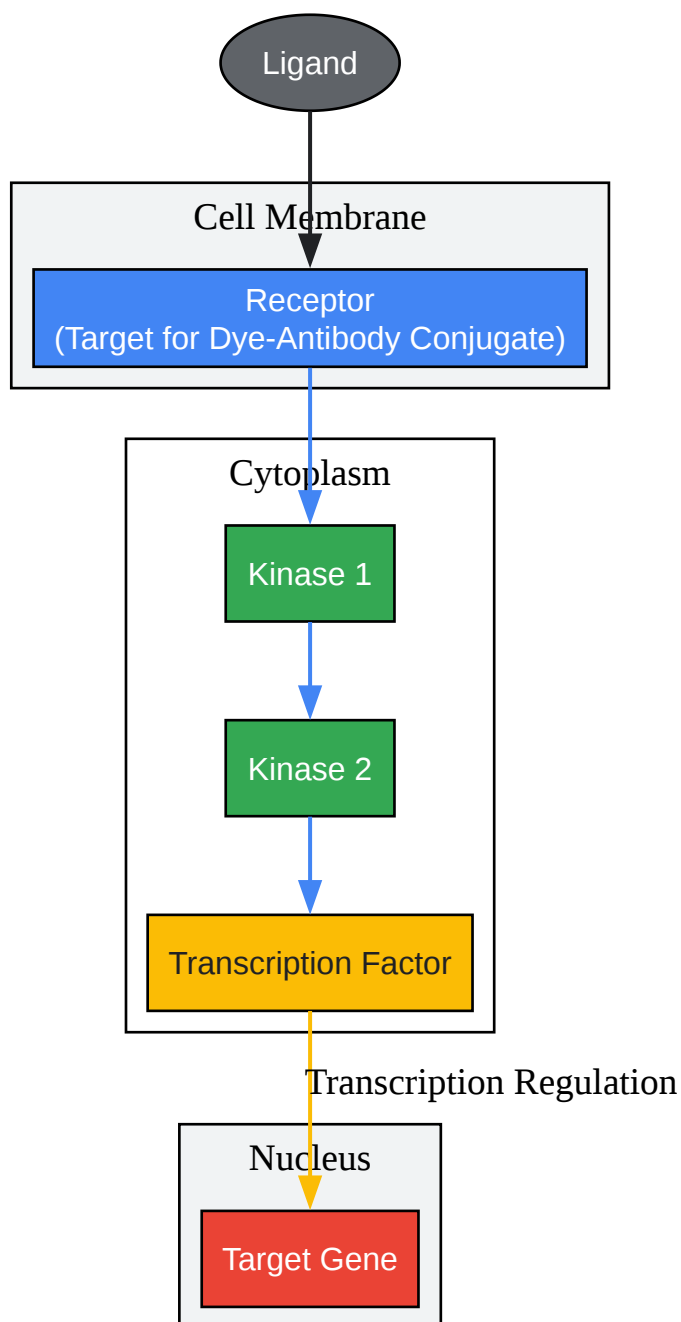 Ligand
Cell Membrane
Receptor
(Target for Dye-Antibody Conjugate)
Cytoplasm
Kinase 1
Kinase 2
Transcription Factor
Transcription Regulation
Nucleus
Target Gene